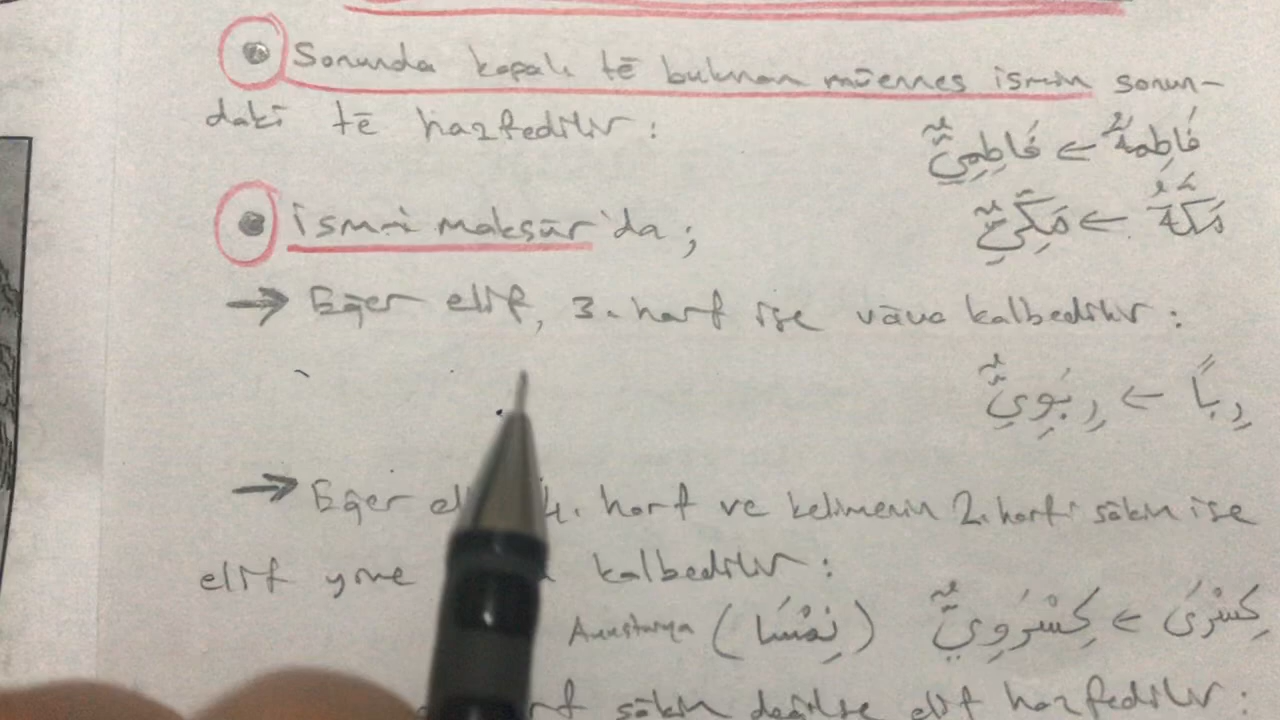 Sonunda kapalı tē bulunan müennes ismin sonun-
daki tē hazfedilir :
فَاطِمَةُ ← فَاطِمِيٌّ
مَكَّةُ ← مَكِّيٌّ
İsm-i maksūr'da ;
→ Eğer elif, 3. harf ise vāva kalbedilir :
رِباً ← رِبَوِيٌّ
→ Eğer 4. harf ve kelimenin 2. harfi sākin ise
elif yine kalbedilir :
كِسْرَى ← كِسْرَوِيٌّ (نِمْسَا) Avusturya
sākin değilse elif hazfedilir :